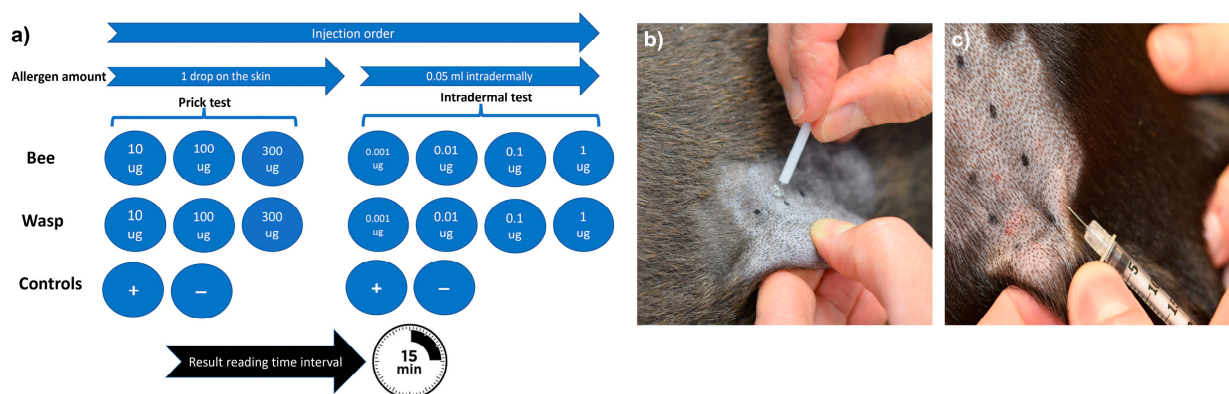 a)
Injection order
Allergen amount
1 drop on the skin
0.05 ml intradermally
Prick test
Intradermal test
Bee
10 ug
100 ug
300 ug
0.001 ug
0.01 ug
0.1 ug
1 ug
Wasp
10 ug
100 ug
300 ug
0.001 ug
0.01 ug
0.1 ug
1 ug
Controls
+
–
+
–
Result reading time interval
15 min
b)
c)
5